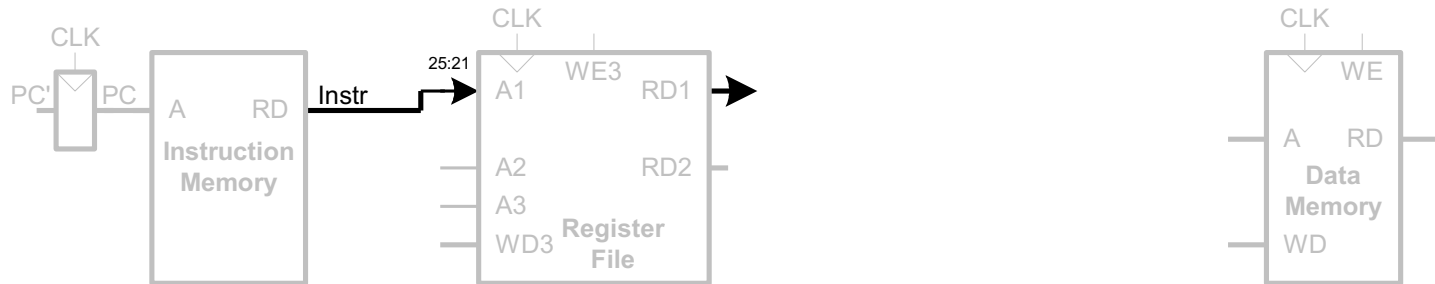 CLK
CLK
CLK
25:21
WE3
WE
PC'
PC
A
RD
Instr
A1
RD1
Instruction
Memory
A2
RD2
A3
WD3
Register
File
A
RD
Data
Memory
WD